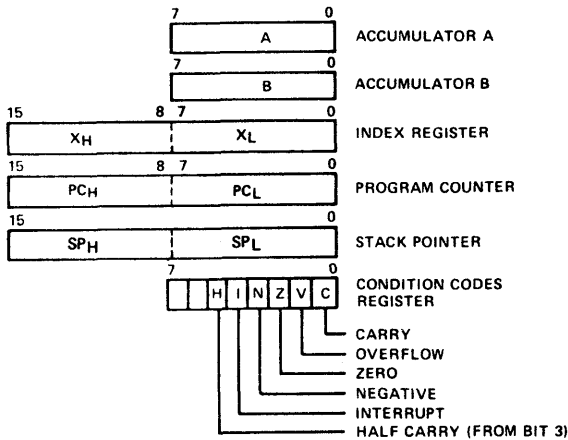 7 0
A ACCUMULATOR A
7 0
B ACCUMULATOR B
15 8 7 0
XH XL INDEX REGISTER
15 8 7 0
PCH PCL PROGRAM COUNTER
15 0
SPH SPL STACK POINTER
7 0
H I N Z V C CONDITION CODES
REGISTER
CARRY
OVERFLOW
ZERO
NEGATIVE
INTERRUPT
HALF CARRY (FROM BIT 3)